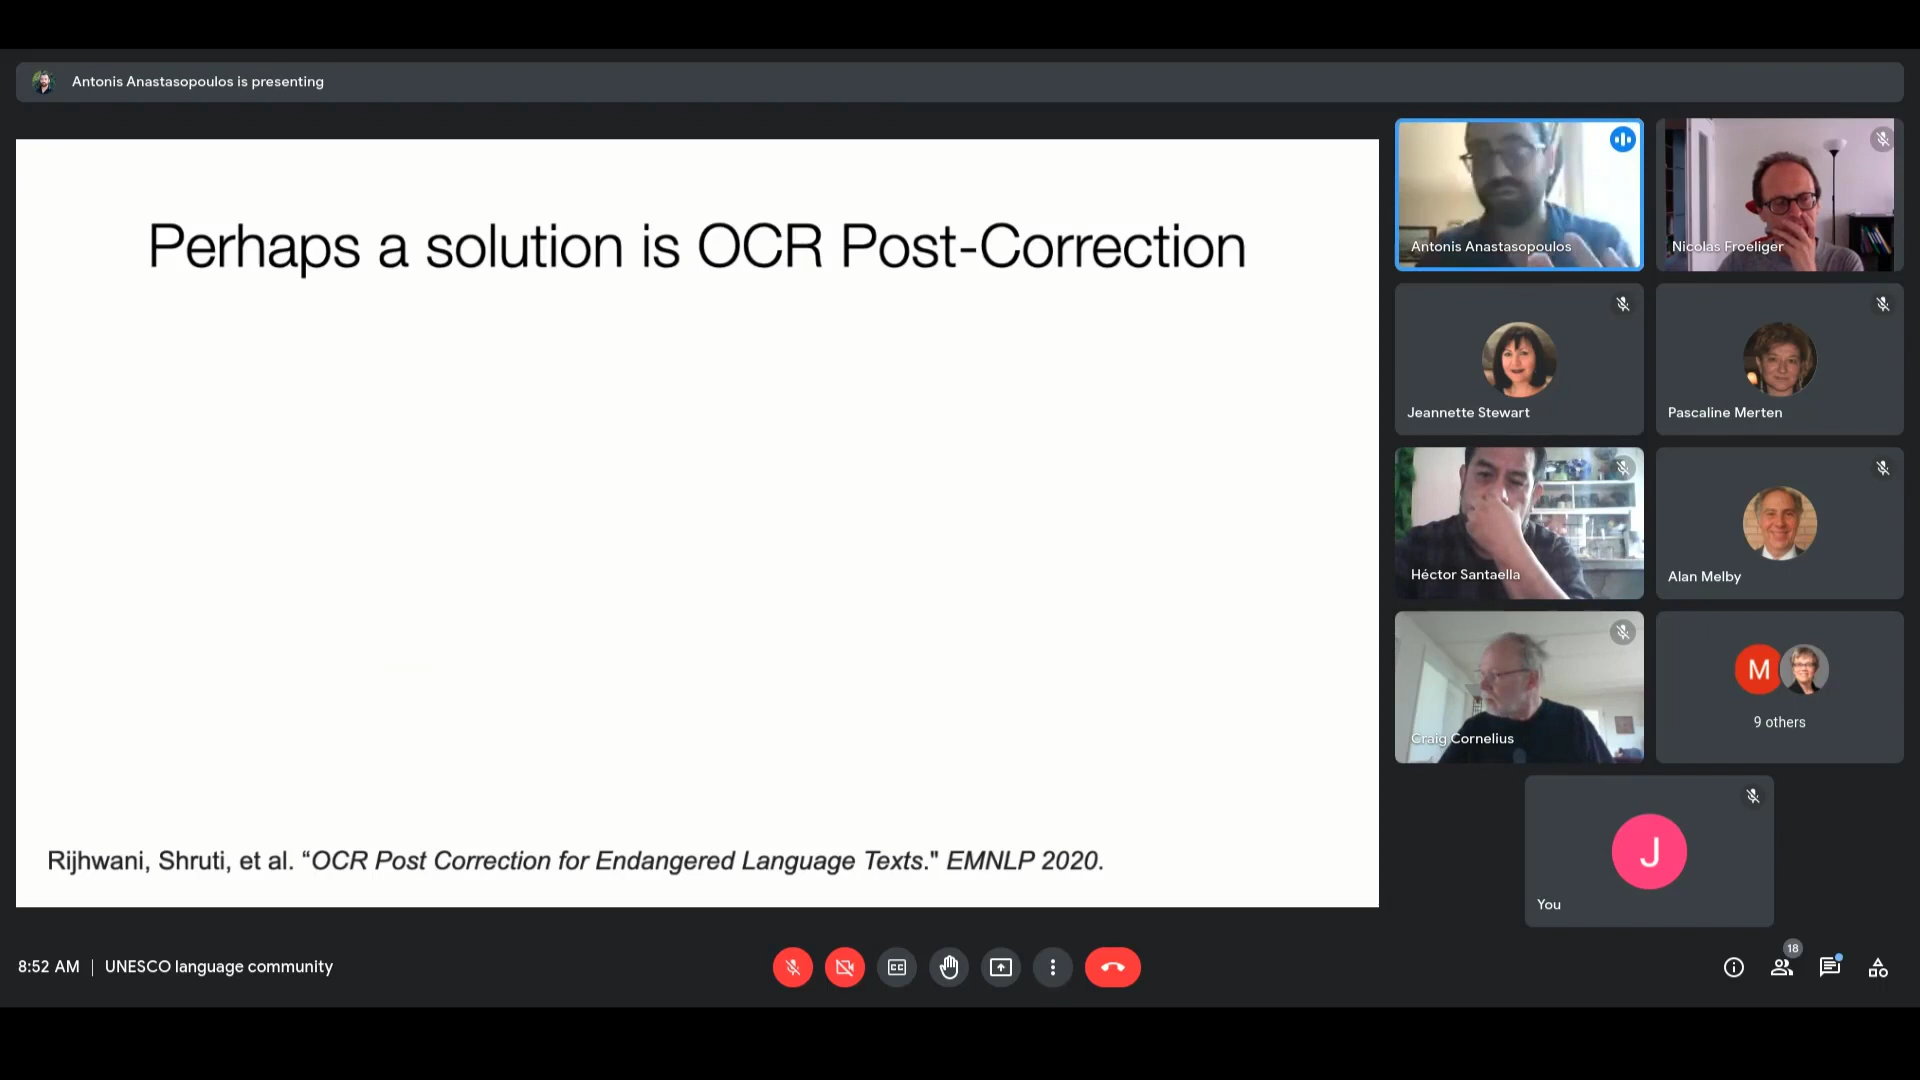 Antonis Anastasopoulos is presenting
Perhaps a solution is OCR Post-Correction
Rijhwani, Shruti, et al. “OCR Post Correction for Endangered Language Texts." EMNLP 2020.
Antonis Anastasopoulos
Nicolas Froeliger
Jeannette Stewart
Pascaline Merten
Héctor Santaella
Alan Melby
Craig Cornelius
M
9 others
J
You
8:52 AM | UNESCO language community
CC
18